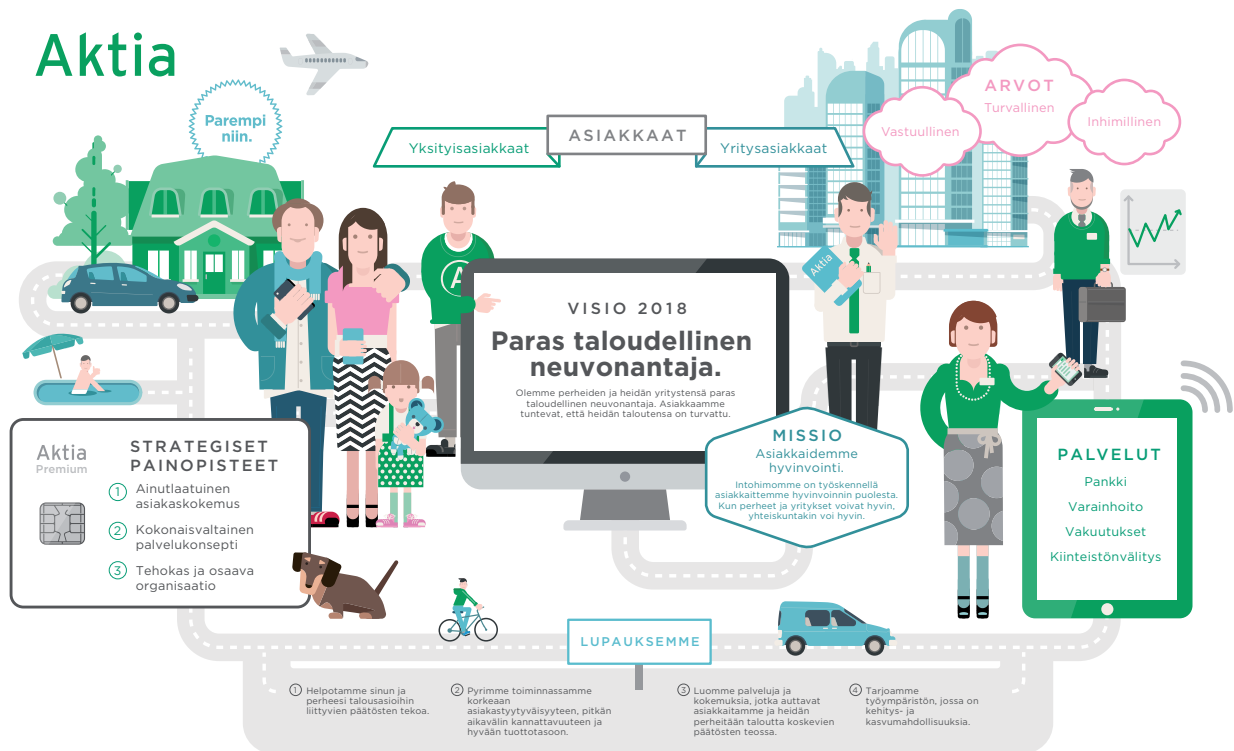 Aktia
Parempi
niin.
ASIAKKAAT
Yksityisasiakkaat
Yritysasiakkaat
ARVOT
Turvallinen
Vastuullinen
Inhimillinen
A
Aktia
VISIO 2018
Paras taloudellinen
neuvonantaja.
Olemme perheiden ja heidän yritystensä paras
taloudellinen neuvonantaja. Asiakkaamme
tuntevat, että heidän taloutensa on turvattu.
MISSIO
Asiakkaidemme
hyvinvointi.
Intohimomme on työskennellä
asiakkaittemme hyvinvoinnin puolesta.
Kun perheet ja yritykset voivat hyvin,
yhteiskuntakin voi hyvin.
Aktia
Premium
STRATEGISET
PAINOPISTEET
1 Ainutlaatuinen
asiakaskokemus
2 Kokonaisvaltainen
palvelukonsepti
3 Tehokas ja osaava
organisaatio
PALVELUT
Pankki
Varainhoito
Vakuutukset
Kiinteistönvälitys
LUPAUKSEMME
1 Helpotamme sinun ja
perheesi talousasioihin
liittyvien päätösten tekoa.
2 Pyrimme toiminnassamme
korkeaan
asiakastyytyväisyyteen, pitkän
aikavälin kannattavuuteen ja
hyvään tuottotasoon.
3 Luomme palveluja ja
kokemuksia, jotka auttavat
asiakkaitamme ja heidän
perheitään taloutta koskevien
päätösten teossa.
4 Tarjoamme
työympäristön, jossa on
kehitys- ja
kasvumahdollisuuksia.